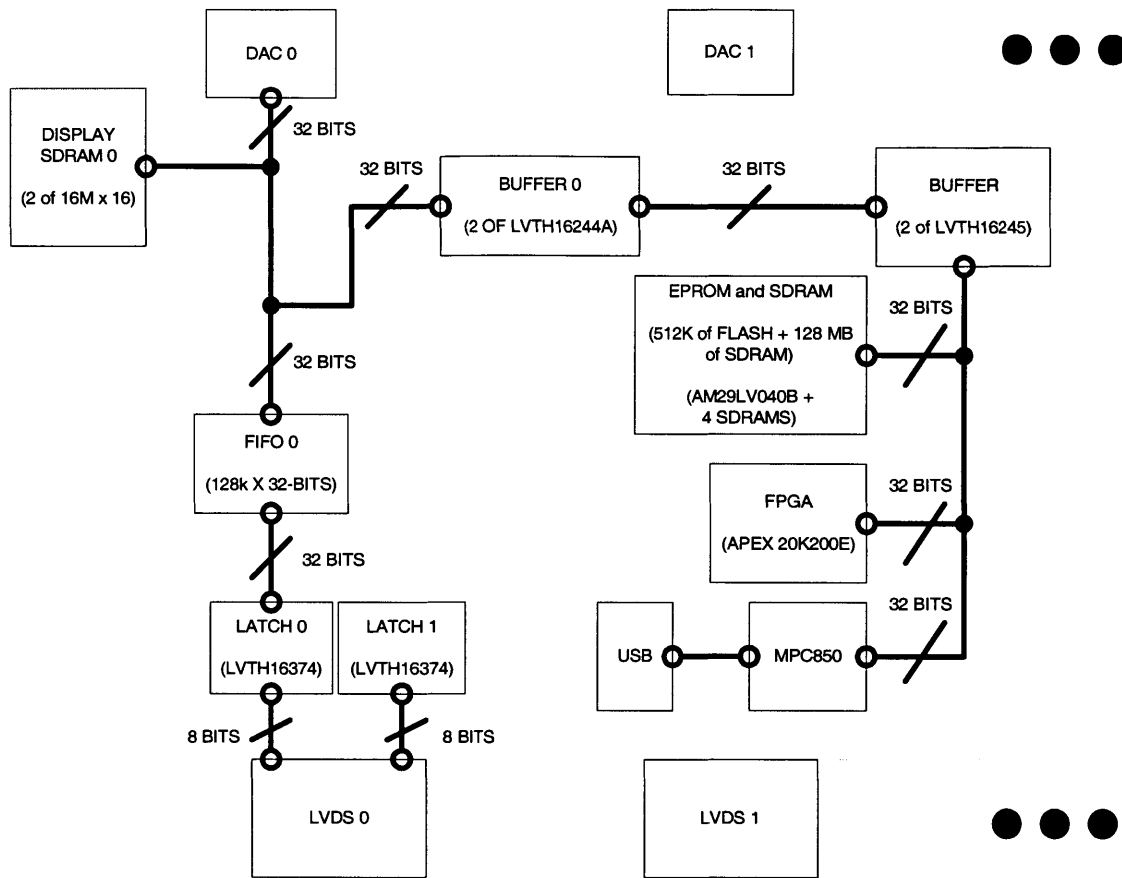 DAC 0
DAC 1
32 BITS
DISPLAY
SDRAM 0
(2 of 16M x 16)
32 BITS
BUFFER 0
(2 OF LVTH16244A)
32 BITS
BUFFER
(2 of LVTH16245)
EPROM and SDRAM
(512K of FLASH + 128 MB
of SDRAM)
(AM29LV040B +
4 SDRAMS)
32 BITS
32 BITS
FIFO 0
(128k X 32-BITS)
FPGA
(APEX 20K200E)
32 BITS
32 BITS
LATCH 0
(LVTH16374)
LATCH 1
(LVTH16374)
USB
MPC850
32 BITS
8 BITS
8 BITS
LVDS 0
LVDS 1